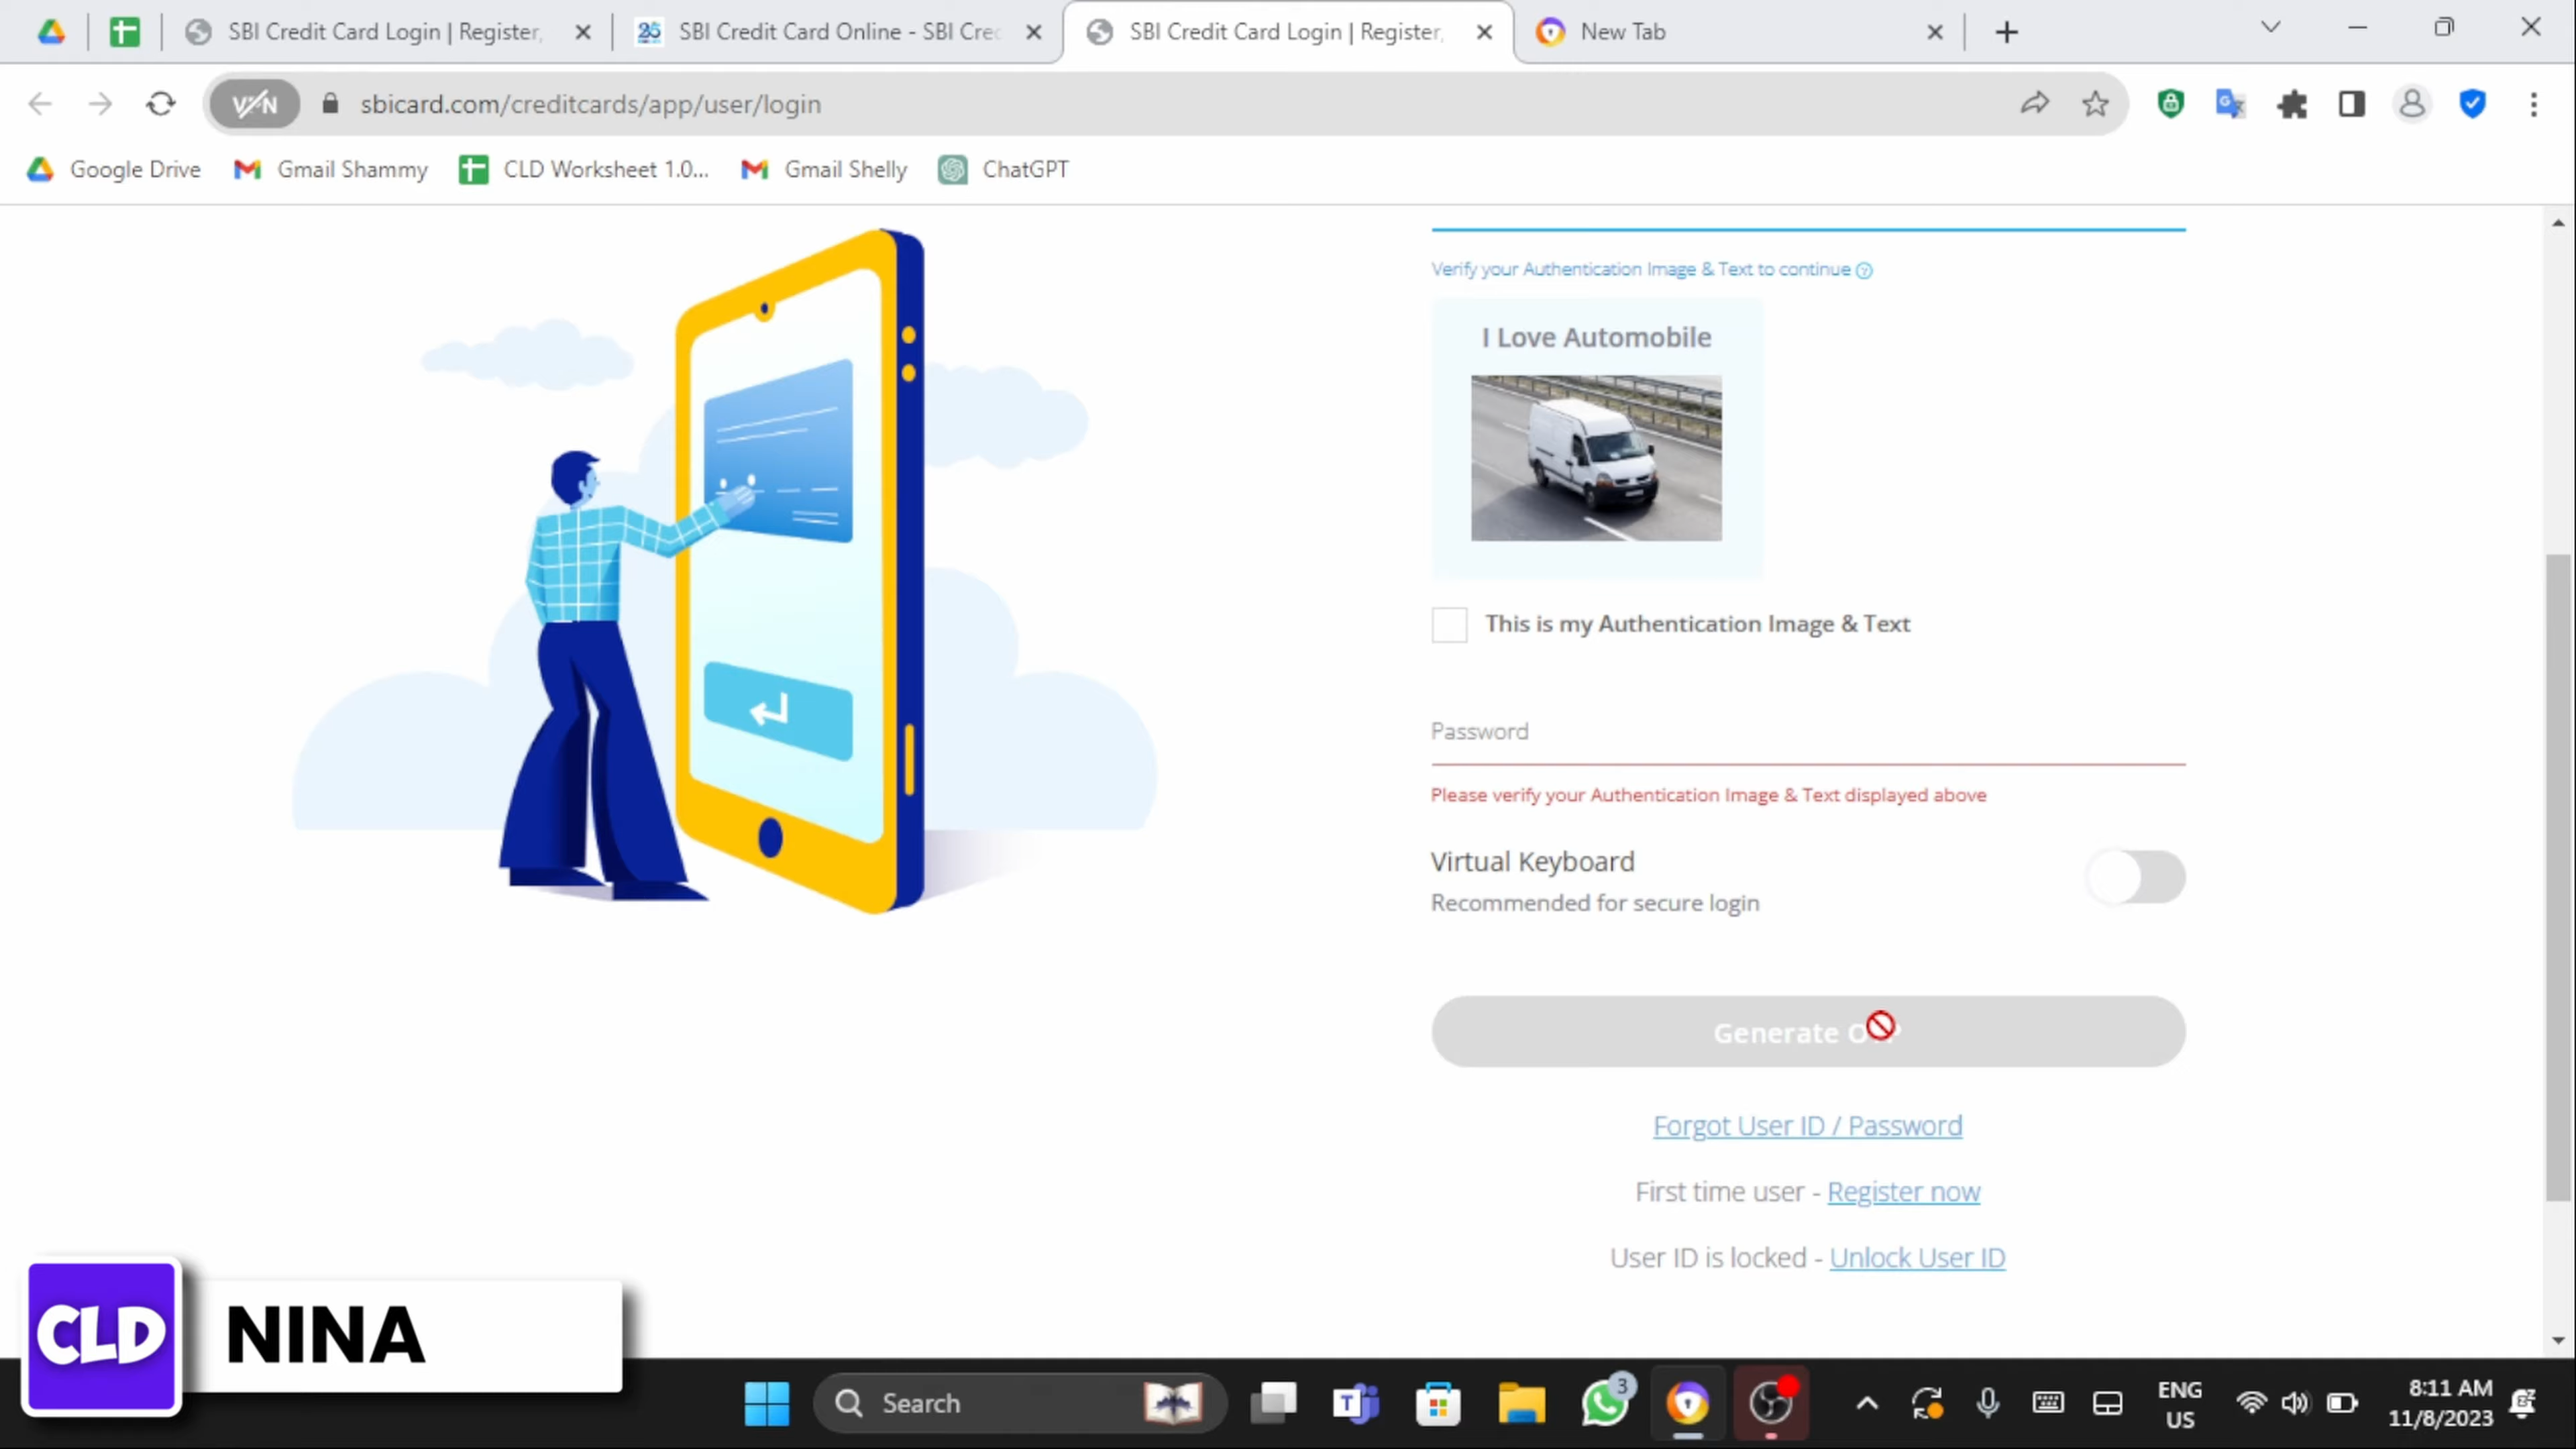 SBI Credit Card Login | Register,
SBI Credit Card Online - SBI Cre
SBI Credit Card Login | Register,
New Tab
VPN
sbicard.com/creditcards/app/user/login
Google Drive
Gmail Shammy
CLD Worksheet 1.0...
Gmail Shelly
ChatGPT
Verify your Authentication Image & Text to continue
I Love Automobile
This is my Authentication Image & Text
Password
Please verify your Authentication Image & Text displayed above
Virtual Keyboard
Recommended for secure login
Generate
Forgot User ID / Password
First time user - Register now
User ID is locked - Unlock User ID
CLD
NINA
Search
3
ENG
US
8:11 AM
11/8/2023